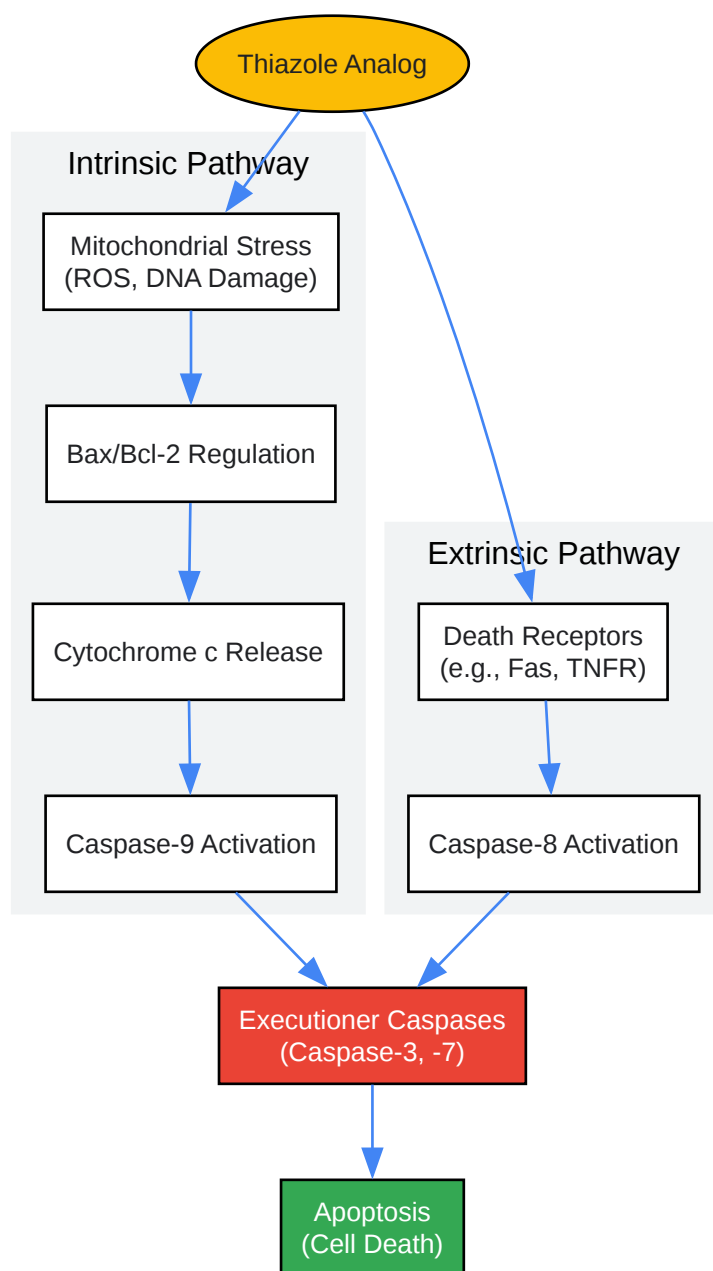 Thiazole Analog
Intrinsic Pathway
Mitochondrial Stress
(ROS, DNA Damage)
Bax/Bcl-2 Regulation
Cytochrome c Release
Caspase-9 Activation
Extrinsic Pathway
Death Receptors
(e.g., Fas, TNFR)
Caspase-8 Activation
Executioner Caspases
(Caspase-3, -7)
Apoptosis
(Cell Death)